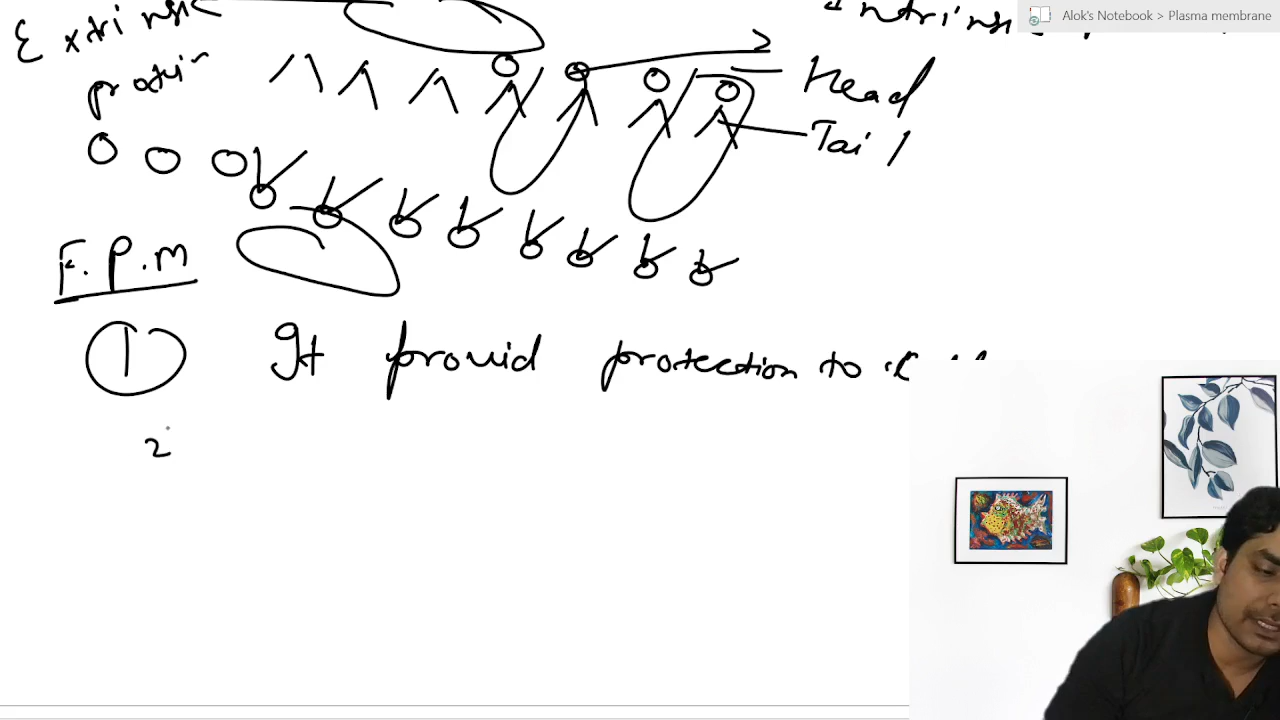 Alok's Notebook > Plasma membrane
Extrinsic
protein
Head
Tail
F.P.M
1 It provid protection to
2